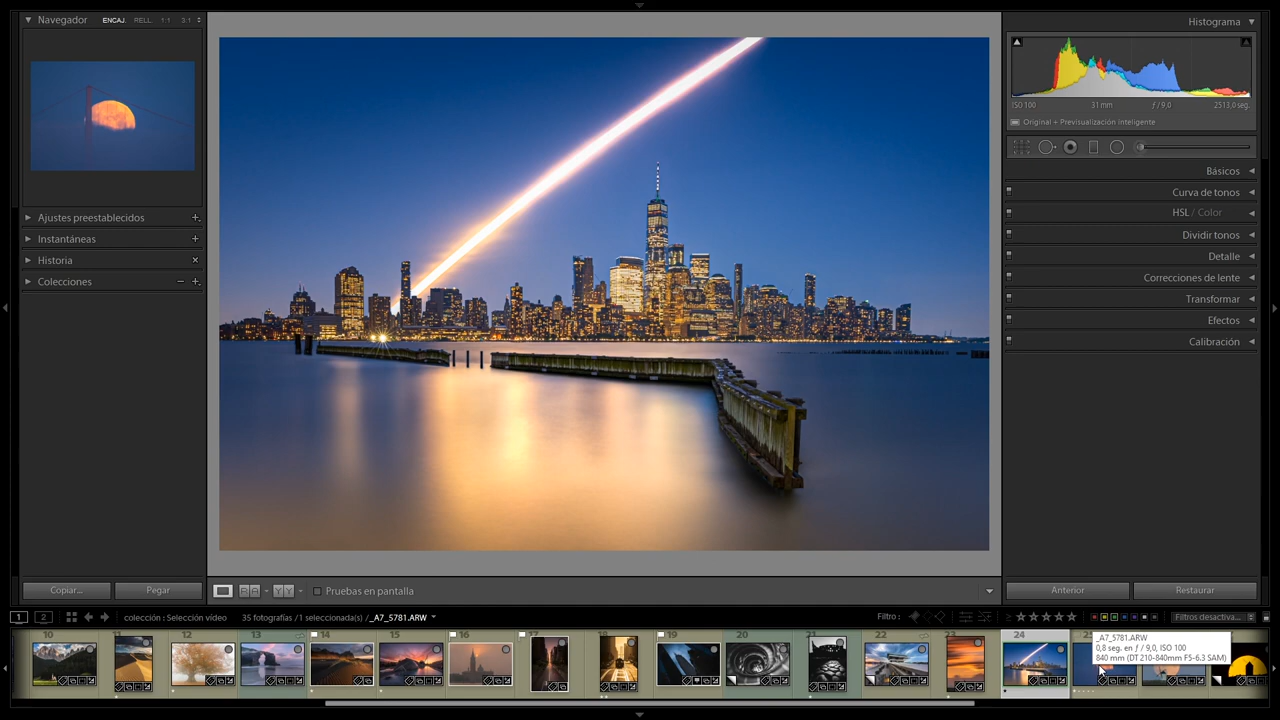 Navegador ENCAJ. RELL 1:1 3:1
Ajustes preestablecidos
Instantáneas
Historia
Colecciones
Copiar...
Pegar
Pruebas en pantalla
Histograma
ISO 100 31 mm ƒ / 9,0 2513,0 seg.
Original + Previsualización inteligente
Básicos
Curva de tonos
HSL / Color
Dividir tonos
Detalle
Correcciones de lente
Transformar
Efectos
Calibración
Anterior
Restaurar
1 2 colección : Selección vídeo 35 fotografías /1 seleccionada(s) /_A7_5781.ARW Filtro : Filtros desactiva...
10 11 12 13 14 15 16 17 18 19 20 21 22 23 24
_A7_5781.ARW
0,8 seg. en ƒ / 9,0, ISO 100
840 mm (DT 210-840mm F5-6.3 SAM)